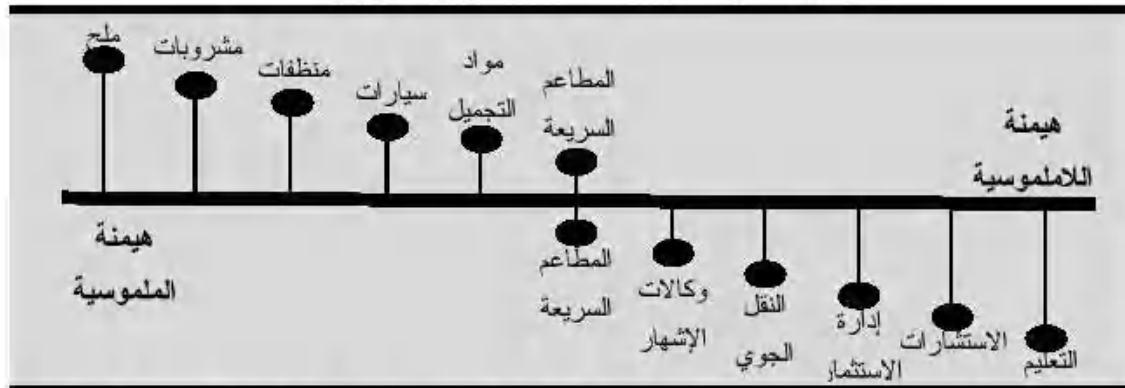 ملح
مشروبات
منظفات
سيارات
مواد
التجميل
المطاعم
السريعة
هيمنة
اللاملموسية
هيمنة
الملموسية
المطاعم
السريعة
وكالات
الإشهار
النقل
الجوي
إدارة
الاستثمار
الاستشارات
التعليم